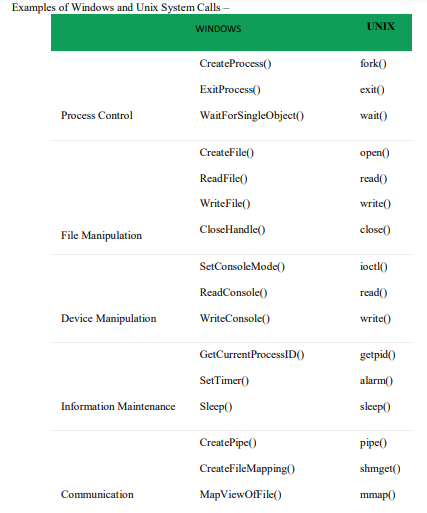 Examples of Windows and Unix System Calls –
WINDOWS UNIX
CreateProcess() fork()
ExitProcess() exit()
Process Control WaitForSingleObject() wait()
CreateFile() open()
ReadFile() read()
WriteFile() write()
File Manipulation CloseHandle() close()
SetConsoleMode() ioctl()
ReadConsole() read()
Device Manipulation WriteConsole() write()
GetCurrentProcessID() getpid()
SetTimer() alarm()
Information Maintenance Sleep() sleep()
CreatePipe() pipe()
CreateFileMapping() shmget()
Communication MapViewOfFile() mmap()